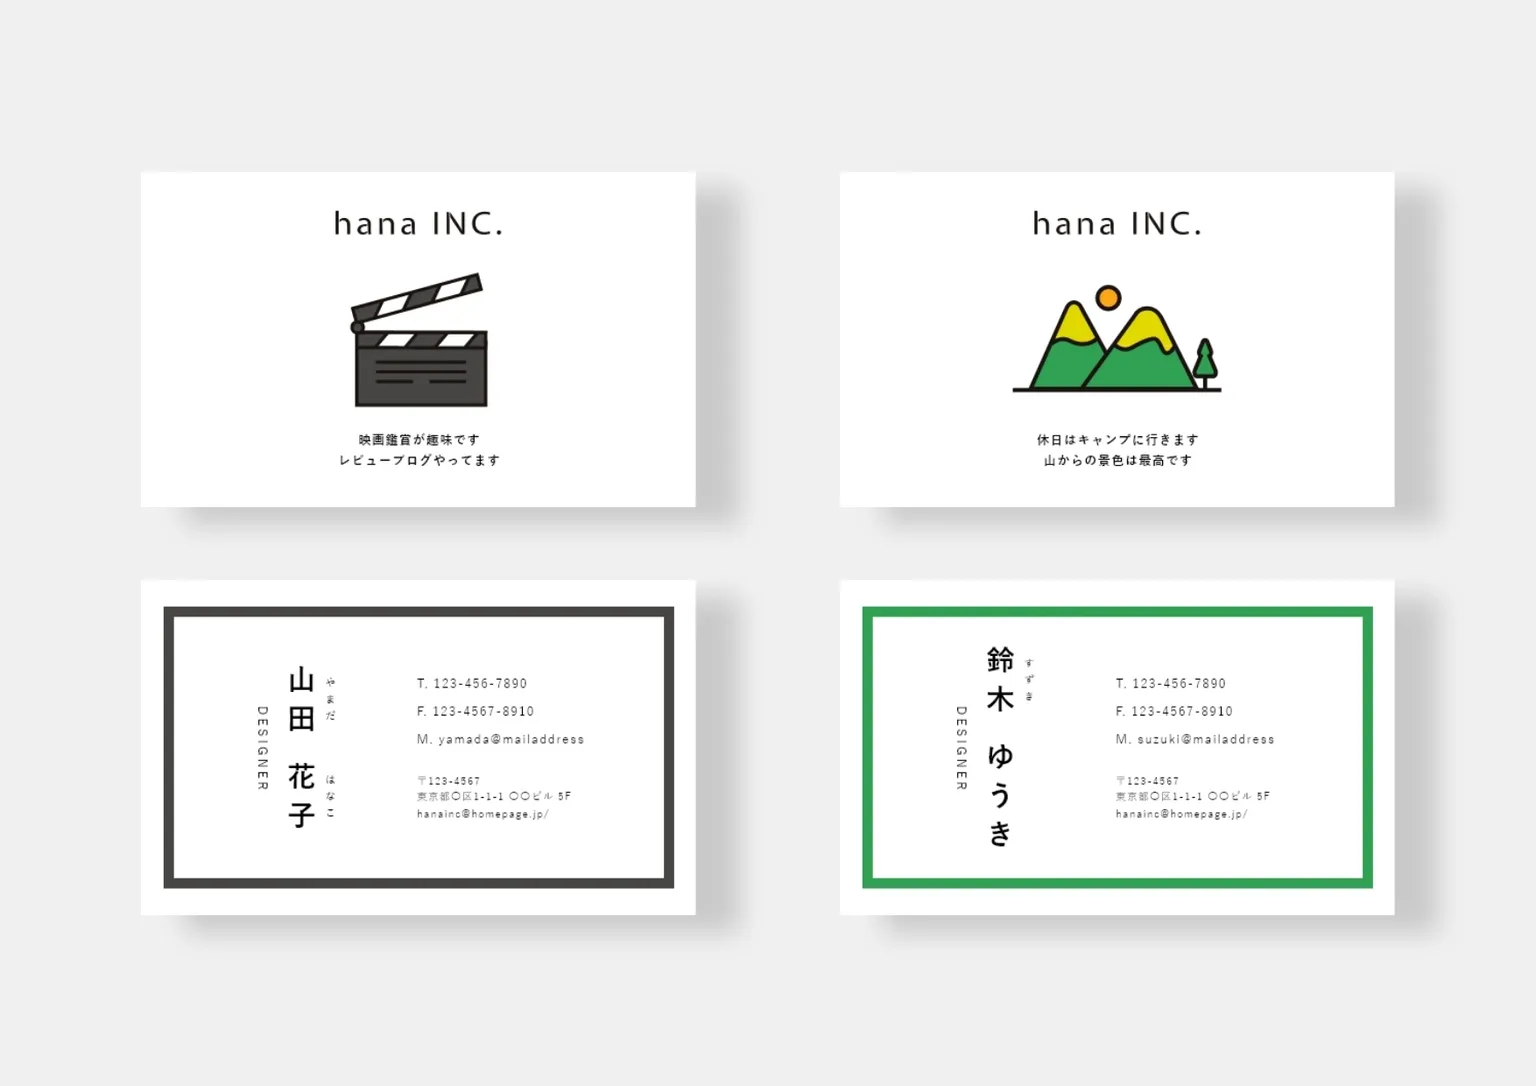 hana INC.
映画鑑賞が趣味です
レビューブログやってます
hana INC.
休日はキャンプに行きます
山からの景色は最高です
DESIGNER
山田 花子
やまだ はなこ
T. 123-456-7890
F. 123-4567-8910
M. yamada@mailaddress
〒123-4567
東京都〇区1-1-1 〇〇ビル 5F
hanainc@homepage.jp/
DESIGNER
鈴木 ゆうき
すずき
T. 123-456-7890
F. 123-4567-8910
M. suzuki@mailaddress
〒123-4567
東京都〇区1-1-1 〇〇ビル 5F
hanainc@homepage.jp/